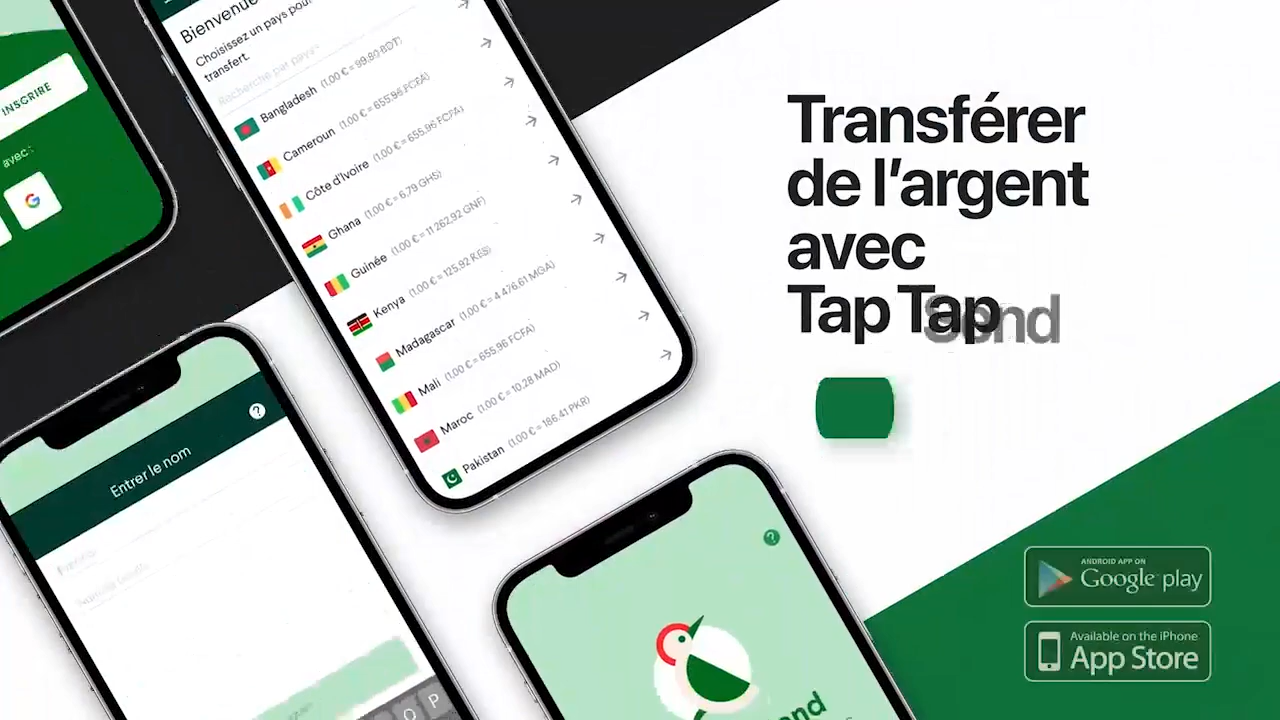 INSCRIRE
avec :
Bienvenue
Choisissez un pays pour
transfert.
Recherche par pays
Bangladesh (1.00 € = 99.80 BDT)
Cameroun (1.00 € = 655.96 FCFA)
Côte d'Ivoire (1.00 € = 655.96 FCFA)
Ghana (1.00 € = 6.79 GHS)
Guinée (1.00 € = 11 262.92 GNF)
Kenya (1.00 € = 125.92 KES)
Madagascar (1.00 € = 4 476.61 MGA)
Mali (1.00 € = 655.96 FCFA)
Maroc (1.00 € = 10.28 MAD)
Pakistan (1.00 € = 186.41 PKR)
Transférer
de l'argent
avec
Tap Tap Send
?
Entrer le nom
O P
?
end
ANDROID APP ON
Google play
Available on the iPhone
App Store